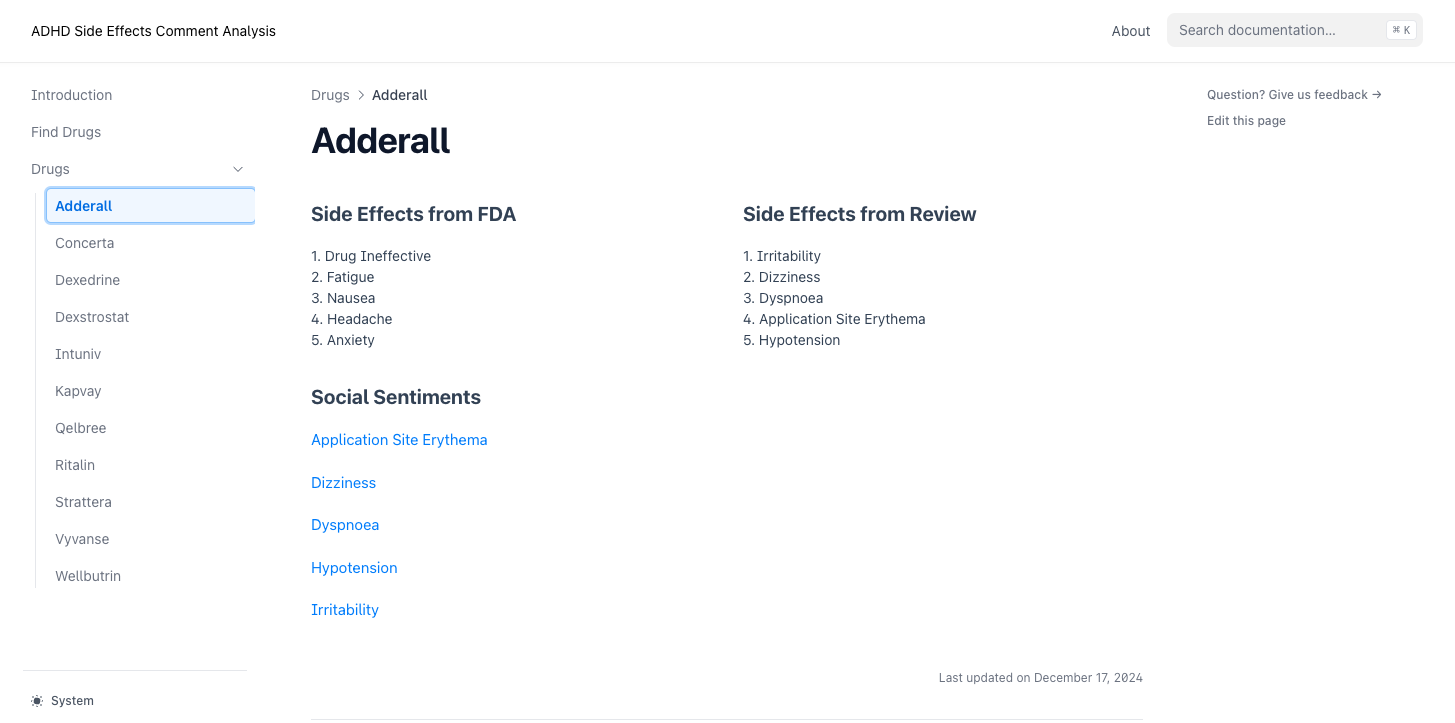 ADHD Side Effects Comment Analysis
About
Search documentation…
⌘ K
Introduction
Find Drugs
Drugs
Adderall
Concerta
Dexedrine
Dexstrostat
Intuniv
Kapvay
Qelbree
Ritalin
Strattera
Vyvanse
Wellbutrin
System
Drugs > Adderall
Adderall
Side Effects from FDA
1. Drug Ineffective
2. Fatigue
3. Nausea
4. Headache
5. Anxiety
Side Effects from Review
1. Irritability
2. Dizziness
3. Dyspnoea
4. Application Site Erythema
5. Hypotension
Social Sentiments
Application Site Erythema
Dizziness
Dyspnoea
Hypotension
Irritability
Last updated on December 17, 2024
Question? Give us feedback →
Edit this page